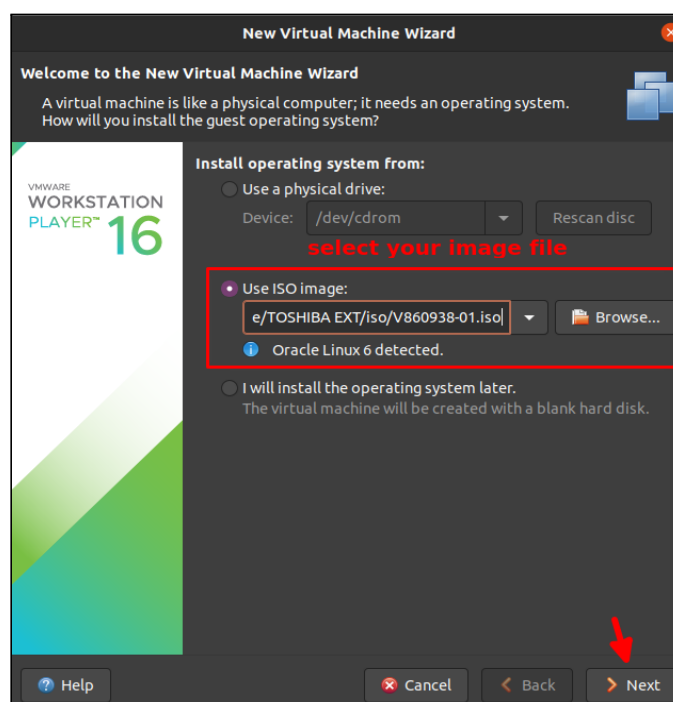 New Virtual Machine Wizard
Welcome to the New Virtual Machine Wizard
A virtual machine is like a physical computer; it needs an operating system.
How will you install the guest operating system?
VMWARE
WORKSTATION
PLAYER™ 16
Install operating system from:
Use a physical drive:
Device: /dev/cdrom Rescan disc
select your image file
Use ISO image:
e/TOSHIBA EXT/iso/V860938-01.iso Browse...
Oracle Linux 6 detected.
I will install the operating system later.
The virtual machine will be created with a blank hard disk.
Help Cancel Back Next